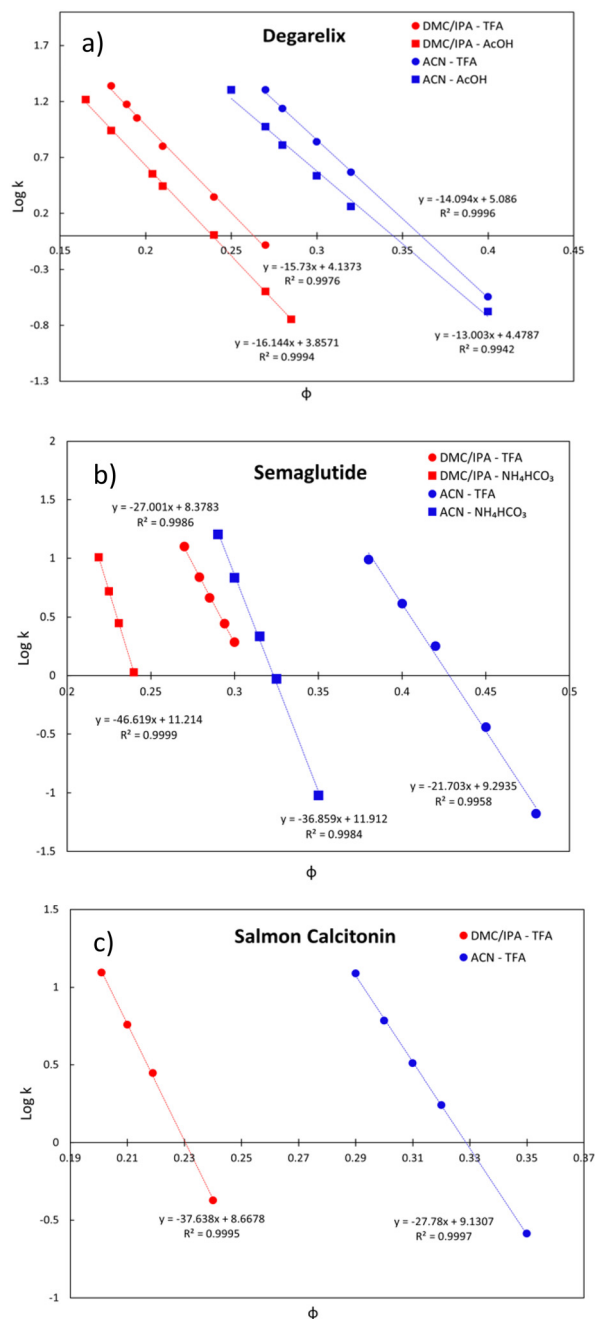 a)
Degarelix
DMC/IPA - TFA
DMC/IPA - AcOH
ACN - TFA
ACN - AcOH
1.7
1.2
0.7
0.2
-0.3
-0.8
-1.3
Log k
0.15
0.2
0.25
0.3
0.35
0.4
0.45
y = -14.094x + 5.086
R² = 0.9996
y = -15.73x + 4.1373
R² = 0.9976
y = -16.144x + 3.8571
R² = 0.9994
y = -13.003x + 4.4787
R² = 0.9942
ϕ
b)
Semaglutide
DMC/IPA - TFA
DMC/IPA - NH₄HCO₃
ACN - TFA
ACN - NH₄HCO₃
2
1.5
1
0.5
0
-0.5
-1
-1.5
Log k
y = -27.001x + 8.3783
R² = 0.9986
0.2
0.25
0.3
0.35
0.4
0.45
0.5
y = -46.619x + 11.214
R² = 0.9999
y = -36.859x + 11.912
R² = 0.9984
y = -21.703x + 9.2935
R² = 0.9958
ϕ
c)
Salmon Calcitonin
DMC/IPA - TFA
ACN - TFA
1.5
1
0.5
0
-0.5
-1
Log k
0.19
0.21
0.23
0.25
0.27
0.29
0.31
0.33
0.35
0.37
y = -37.638x + 8.6678
R² = 0.9995
y = -27.78x + 9.1307
R² = 0.9997
ϕ